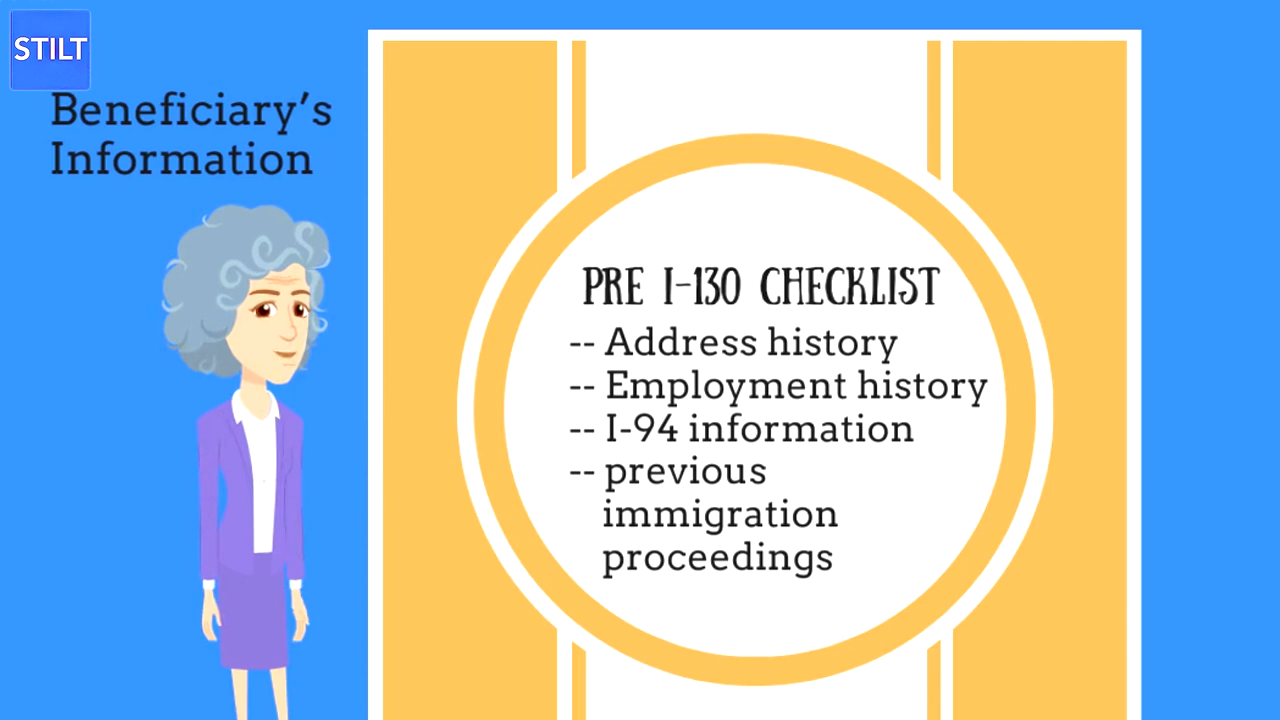 STILT
Beneficiary’s
Information
PRE I-130 CHECKLIST
-- Address history
-- Employment history
-- I-94 information
-- previous
immigration
proceedings